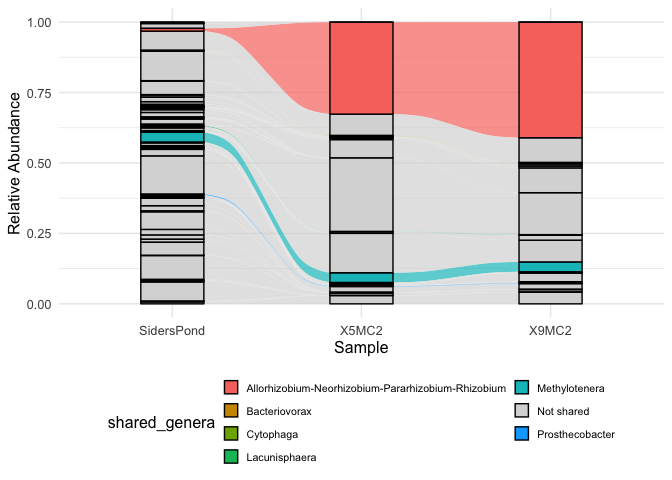 1.00
0.75
0.50
0.25
0.00
Relative Abundance
SidersPond X5MC2 X9MC2
Sample
shared_genera
Allorhizobium-Neorhizobium-Pararhizobium-Rhizobium
Bacteriovorax
Cytophaga
Lacunisphaera
Methylotenera
Not shared
Prosthecobacter